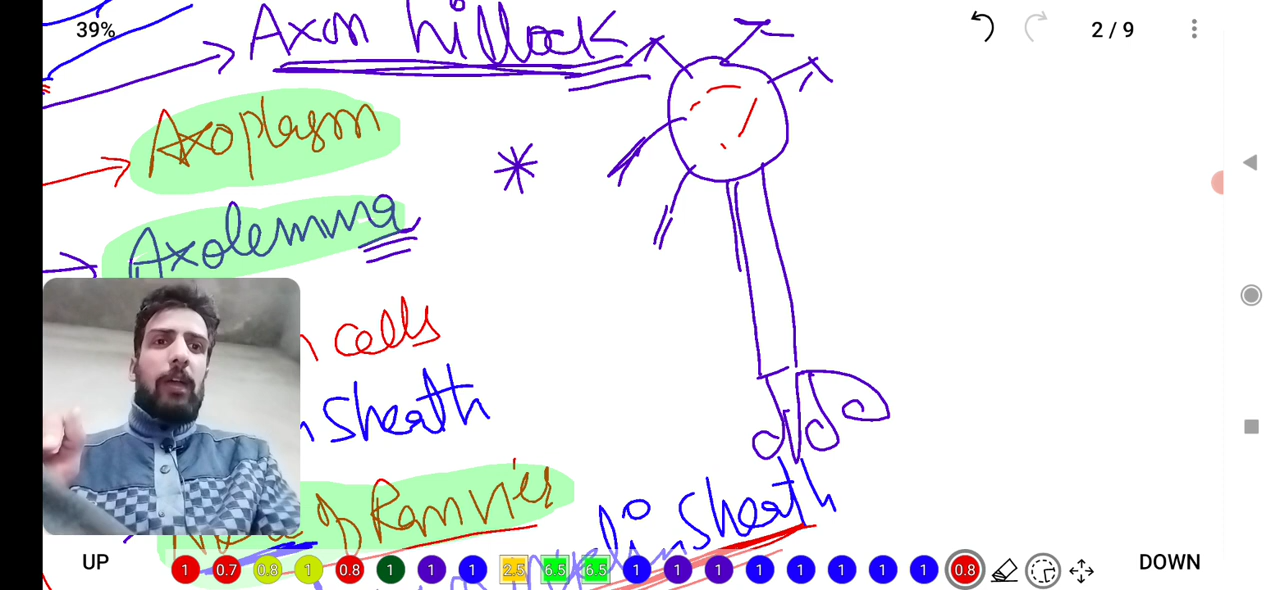 39%
2 / 9
Axon hillock
Axoplasm
Axolemma
cells
Sheath
of Ranvier
Sheath
UP
1 0.7 0.8 1 0.8 1 1 1 2.5 6.5 6.5 1 1 1 1 1 1 1 1 0.8
DOWN